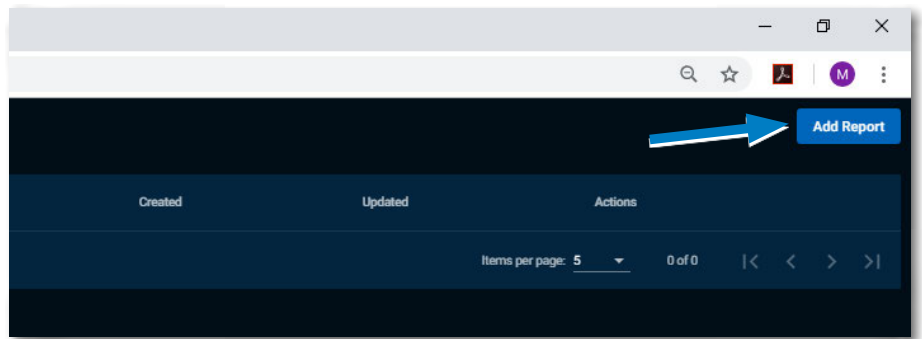 M
Add Report
Created Updated Actions
Items per page: 5 0 of 0